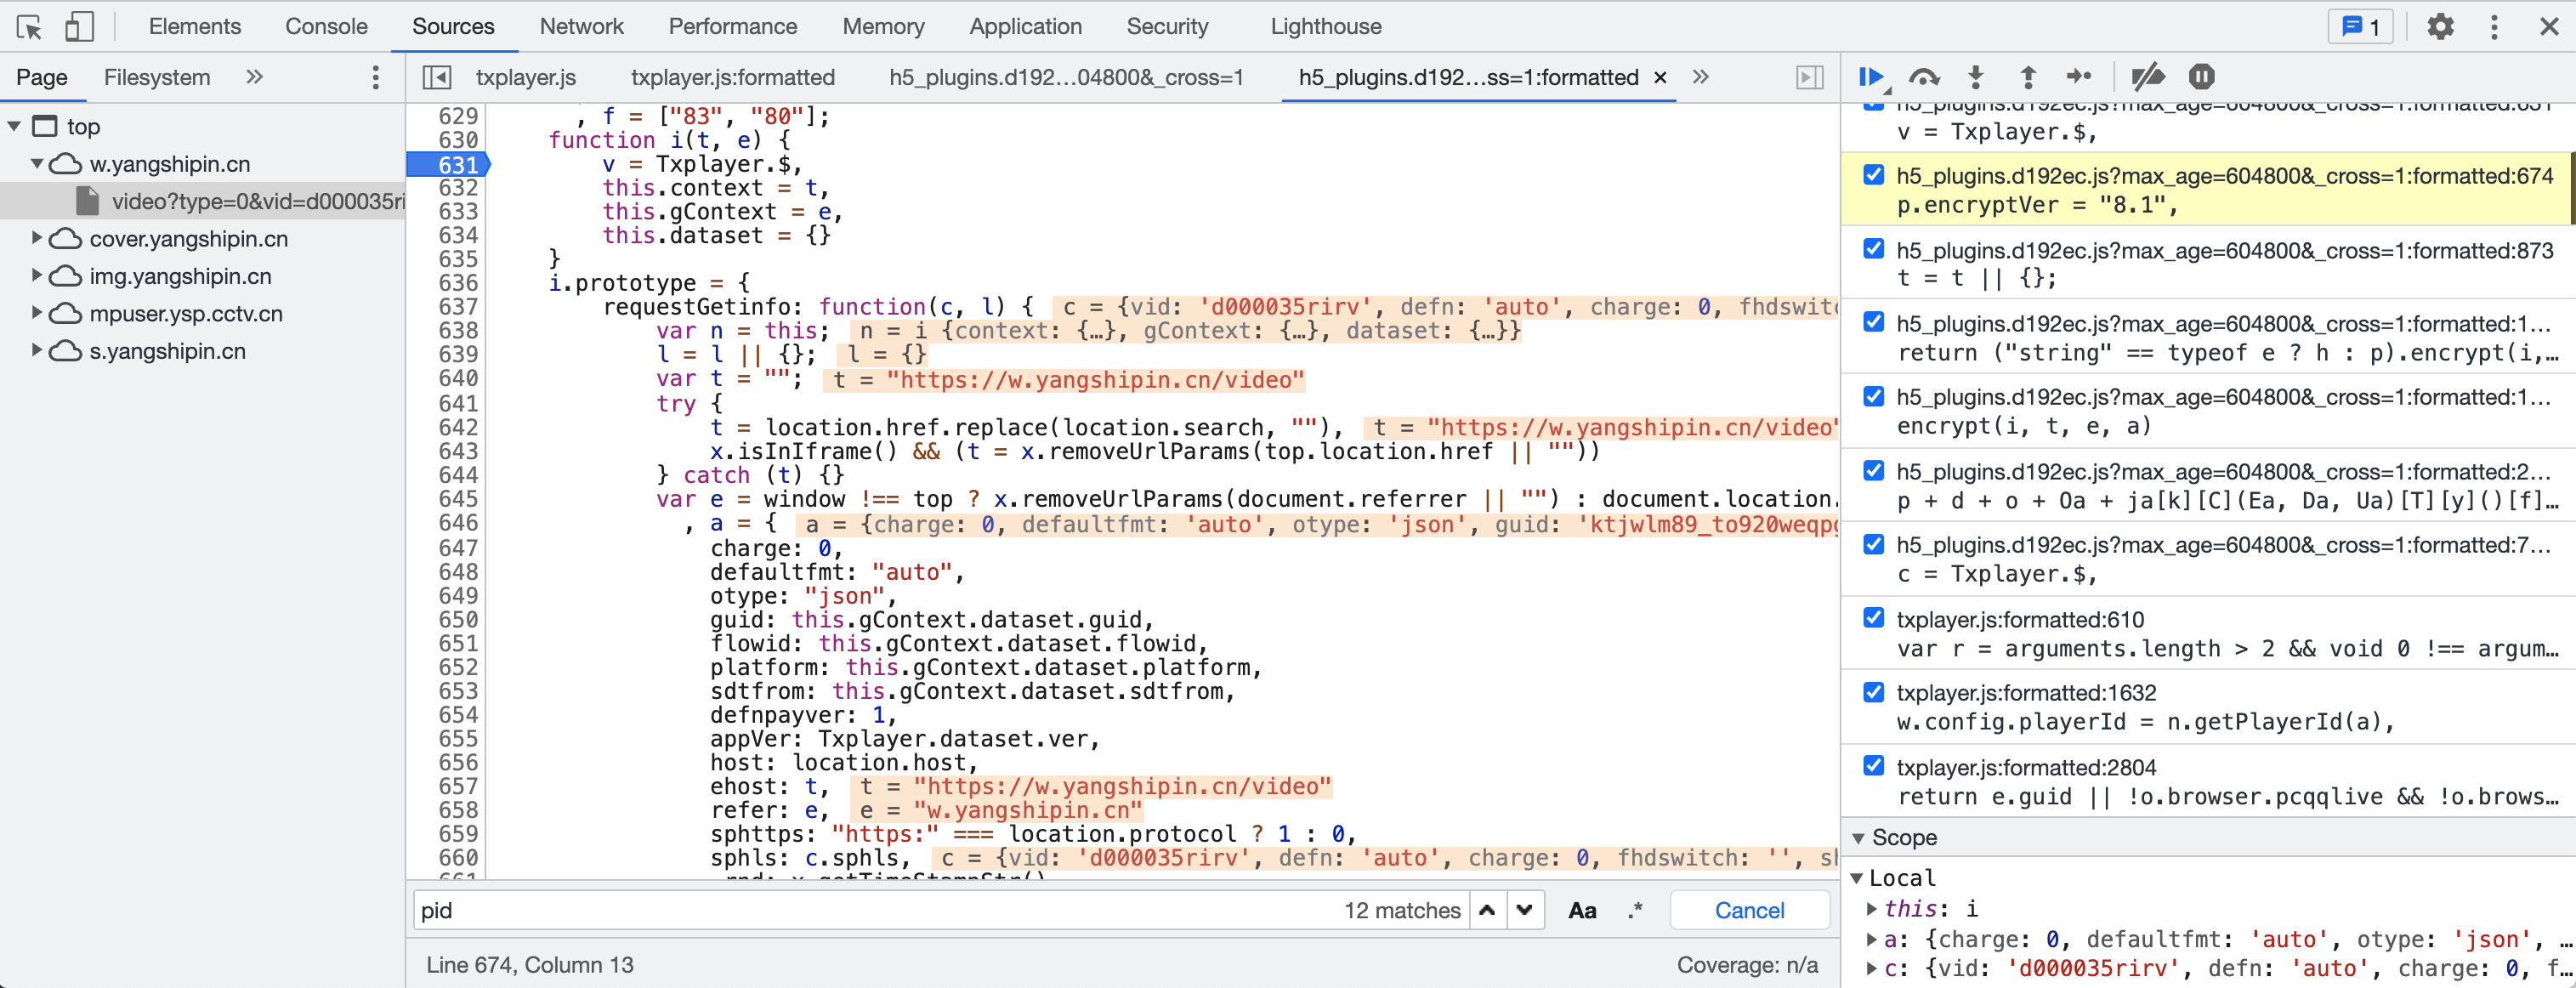 Elements Console Sources Network Performance Memory Application Security Lighthouse 1
Page Filesystem
txplayer.js txplayer.js:formatted h5_plugins.d192…04800&_cross=1 h5_plugins.d192…ss=1:formatted
top
w.yangshipin.cn
video?type=0&vid=d000035ri
cover.yangshipin.cn
img.yangshipin.cn
mpuser.ysp.cctv.cn
s.yangshipin.cn
629 , f = ["83", "80"];
630 function i(t, e) {
631 v = Txplayer.$,
632 this.context = t,
633 this.gContext = e,
634 this.dataset = {}
635 }
636 i.prototype = {
637 requestGetinfo: function(c, l) { c = {vid: 'd000035rirv', defn: 'auto', charge: 0, fhdswitc
638 var n = this; n = i {context: {…}, gContext: {…}, dataset: {…}}
639 l = l || {}; l = {}
640 var t = ""; t = "https://w.yangshipin.cn/video"
641 try {
642 t = location.href.replace(location.search, ""), t = "https://w.yangshipin.cn/video"
643 x.isInIframe() && (t = x.removeUrlParams(top.location.href || ""))
644 } catch (t) {}
645 var e = window !== top ? x.removeUrlParams(document.referrer || "") : document.location.
646 , a = { a = {charge: 0, defaultfmt: 'auto', otype: 'json', guid: 'ktjwlm89_to920weqpg
647 charge: 0,
648 defaultfmt: "auto",
649 otype: "json",
650 guid: this.gContext.dataset.guid,
651 flowid: this.gContext.dataset.flowid,
652 platform: this.gContext.dataset.platform,
653 sdtfrom: this.gContext.dataset.sdtfrom,
654 defnpayver: 1,
655 appVer: Txplayer.dataset.ver,
656 host: location.host,
657 ehost: t, t = "https://w.yangshipin.cn/video"
658 refer: e, e = "w.yangshipin.cn"
659 sphttps: "https:" === location.protocol ? 1 : 0,
660 sphls: c.sphls, c = {vid: 'd000035rirv', defn: 'auto', charge: 0, fhdswitch: '', sh
661 rnd: x.getTimeStampStr()
pid 12 matches Aa .* Cancel
Line 674, Column 13 Coverage: n/a
h5_plugins.d192ec.js?max_age=604800&_cross=1:formatted:631
v = Txplayer.$,
h5_plugins.d192ec.js?max_age=604800&_cross=1:formatted:674
p.encryptVer = "8.1",
h5_plugins.d192ec.js?max_age=604800&_cross=1:formatted:873
t = t || {};
h5_plugins.d192ec.js?max_age=604800&_cross=1:formatted:1…
return ("string" == typeof e ? h : p).encrypt(i,…
h5_plugins.d192ec.js?max_age=604800&_cross=1:formatted:1…
encrypt(i, t, e, a)
h5_plugins.d192ec.js?max_age=604800&_cross=1:formatted:2…
p + d + o + Oa + ja[k][C](Ea, Da, Ua)[T][y]()[f]…
h5_plugins.d192ec.js?max_age=604800&_cross=1:formatted:7…
c = Txplayer.$,
txplayer.js:formatted:610
var r = arguments.length > 2 && void 0 !== argum…
txplayer.js:formatted:1632
w.config.playerId = n.getPlayerId(a),
txplayer.js:formatted:2804
return e.guid || !o.browser.pcqqlive && !o.brows…
Scope
Local
this: i
a: {charge: 0, defaultfmt: 'auto', otype: 'json', …
c: {vid: 'd000035rirv', defn: 'auto', charge: 0, f…